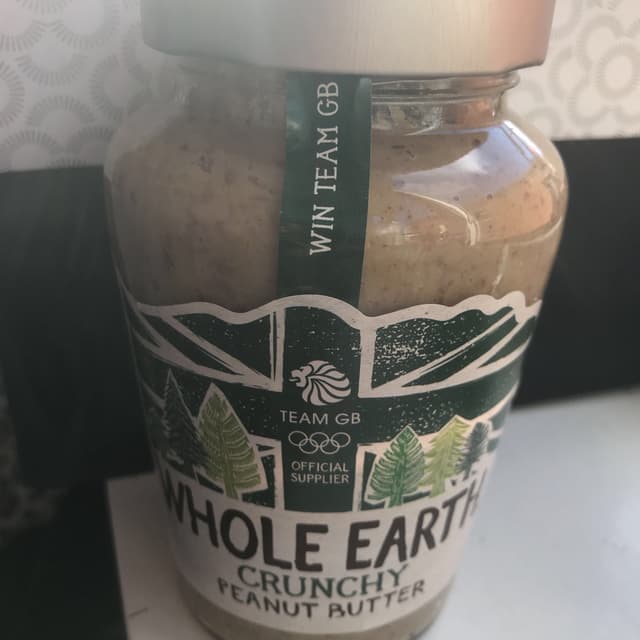 WIN TEAM GB
TEAM GB
OFFICIAL
SUPPLIER
WHOLE EARTH
CRUNCHY
PEANUT BUTTER